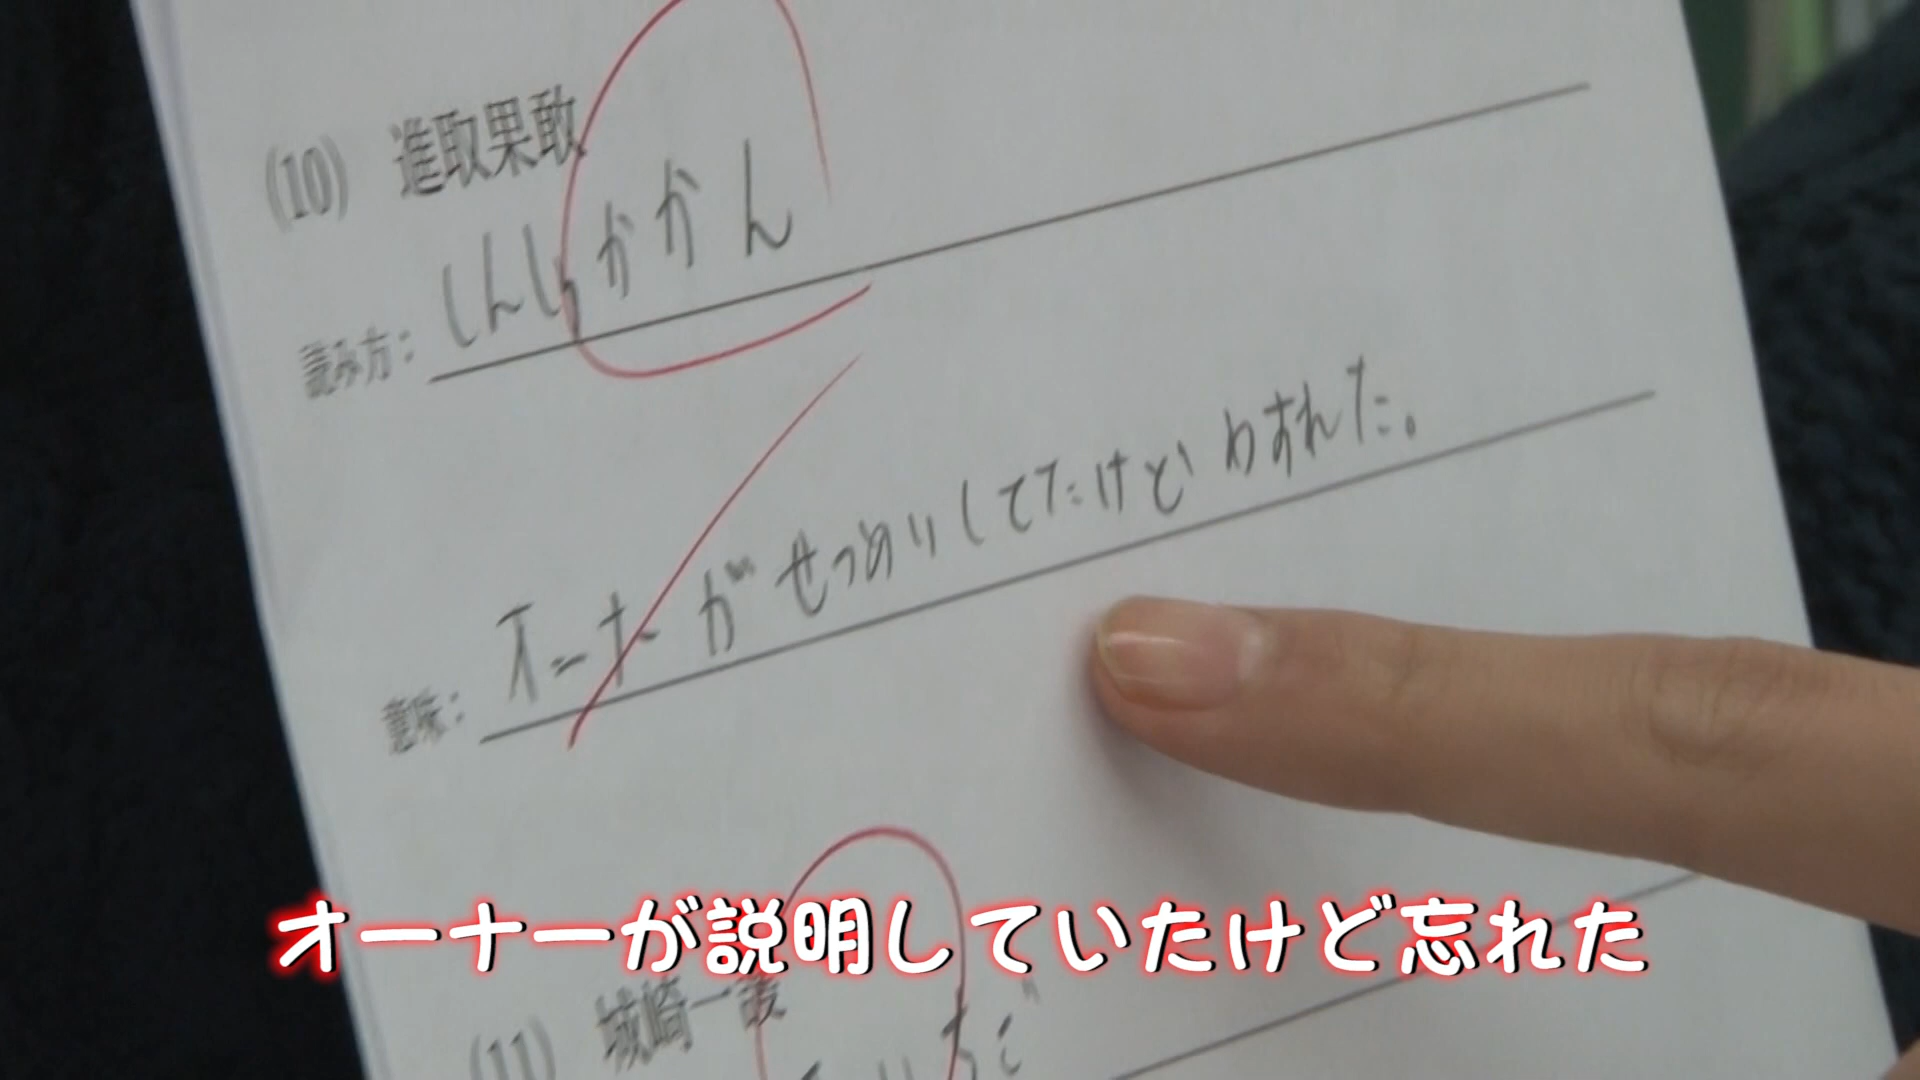 (10) 進取果敢
読み方: しんしゅかかん
意味: オーナーがせつめいしてたけどわすれた。
オーナーが説明していたけど忘れた
(11) 城崎一護